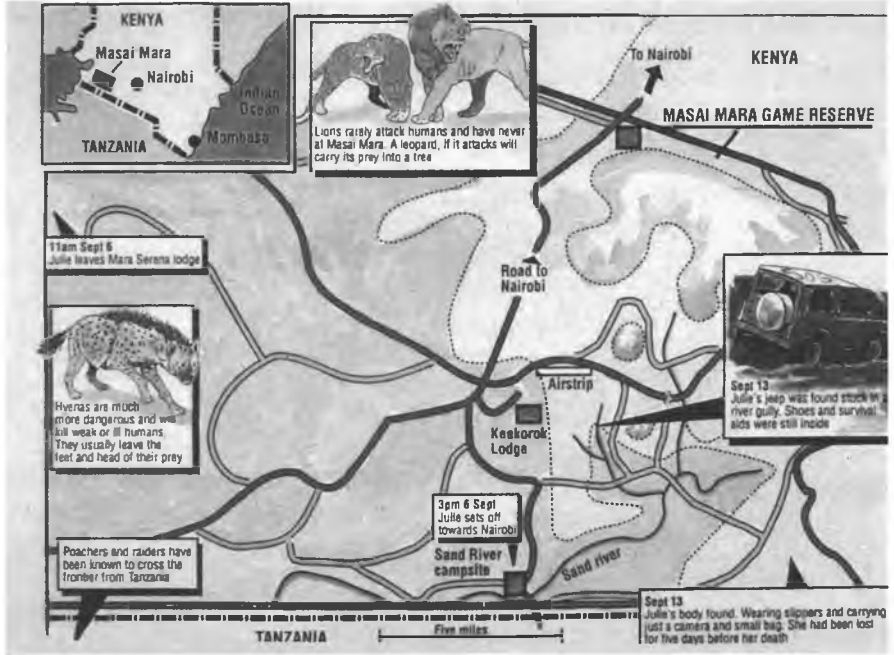 KENYA
Masai Mara
Nairobi
Indian
Ocean
Mombasa
TANZANIA
Lions rarely attack humans and have never
at Masai Mara. A leopard, if it attacks will
carry its prey into a tree
To Nairobi
KENYA
MASAI MARA GAME RESERVE
11am Sept 6
Julie leaves Mara Serena lodge
Road to
Nairobi
Hyenas are much
more dangerous and will
kill weak or ill humans
They usually leave the
feet and head of their prey
Airstrip
Keekorok
Lodge
Sept 13
Julie's jeep was found stuck in a
river gully. Shoes and survival
aids were still inside
3pm 6 Sept
Julie sets off
towards Nairobi
Sand River
campsite
Sand river
Poachers and raiders have
been known to cross the
frontier from Tanzania
Sept 13
Julie's body found. Wearing slippers and carrying
just a camera and small bag. She had been lost
for five days before her death
TANZANIA
Five miles